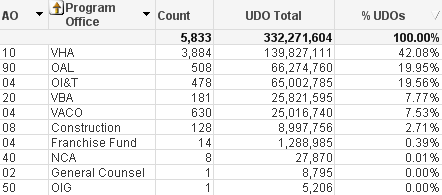 AO Program Office Count UDO Total % UDOs
5,833 332,271,604 100.00%
10 VHA 3,884 139,827,111 42.08%
90 OAL 508 66,274,760 19.95%
04 OI&T 478 65,002,785 19.56%
20 VBA 181 25,821,595 7.77%
04 VACO 630 25,016,740 7.53%
08 Construction 128 8,997,756 2.71%
04 Franchise Fund 14 1,288,985 0.39%
40 NCA 8 27,870 0.01%
02 General Counsel 1 8,795 0.00%
50 OIG 1 5,206 0.00%